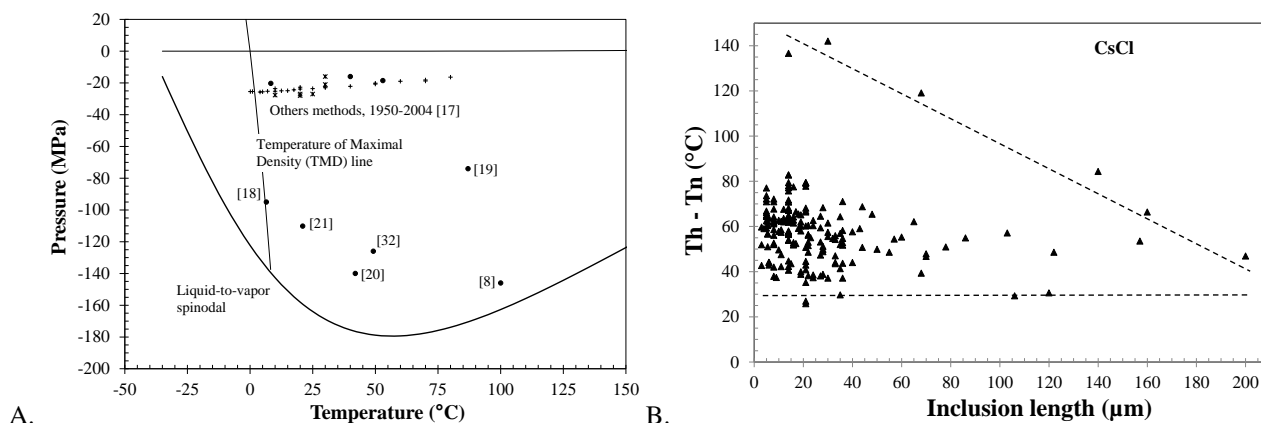 20
0
-20
-40
-60
-80
-100
-120
-140
-160
-180
-200
Pressure (MPa)
Others methods, 1950-2004 [17]
Temperature of Maximal
Density (TMD) line
[19]
[18]
[21]
[32]
[20]
[8]
Liquid-to-vapor
spinodal
-50 -25 0 25 50 75 100 125 150
Temperature (°C)
A.
160
140
120
100
80
60
40
20
0
Th - Tn (°C)
CsCl
0 20 40 60 80 100 120 140 160 180 200
Inclusion length (µm)
B.